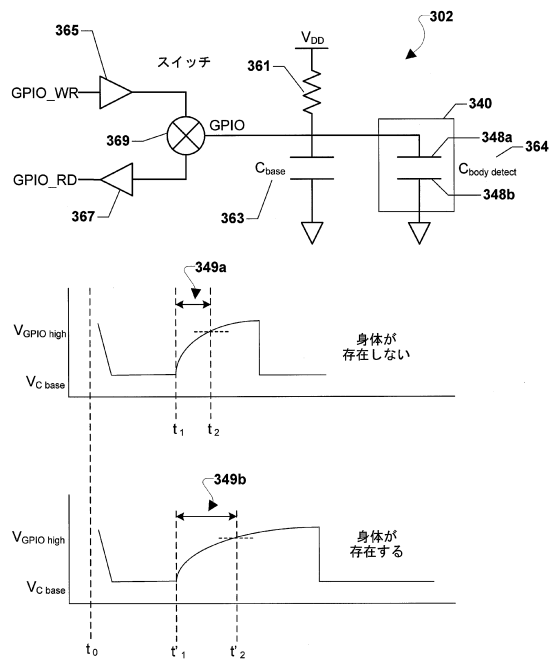 365
スイッチ
V_DD
302
361
340
GPIO_WR
GPIO
369
348a
364
C_base
C_body detect
GPIO_RD
348b
363
367
349a
V_GPIO high
身体が
存在しない
V_C base
t_1
t_2
349b
V_GPIO high
身体が
存在する
V_C base
t_0
t'_1
t'_2